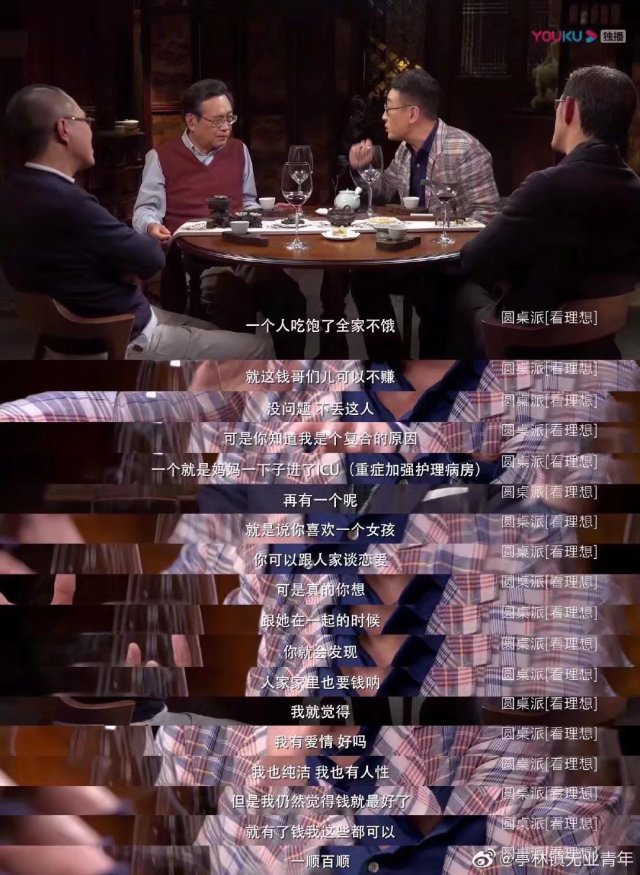 YOUKU 独播
一个人吃饱了全家不饿
圆桌派[看理想]
就这钱哥们儿可以不赚
圆桌派[看理想]
没问题 不丢这人
圆桌派[看理想]
可是你知道我是个复合的原因
圆桌派[看理想]
一个就是妈妈一下子进了ICU（重症加强护理病房）
圆桌派[看理想]
再有一个呢
圆桌派[看理想]
就是说你喜欢一个女孩
圆桌派[看理想]
你可以跟人家谈恋爱
圆桌派[看理想]
可是真的你想
圆桌派[看理想]
跟她在一起的时候
圆桌派[看理想]
你就会发现
圆桌派[看理想]
人家家里也要钱呐
圆桌派[看理想]
我就觉得
圆桌派[看理想]
我有爱情 好吗
圆桌派[看理想]
我也纯洁 我也有人性
圆桌派[看理想]
但是我仍然觉得钱就最好了
圆桌派[看理想]
就有了钱我这些都可以
圆桌派[看理想]
一顺百顺
@亭林镇无业青年